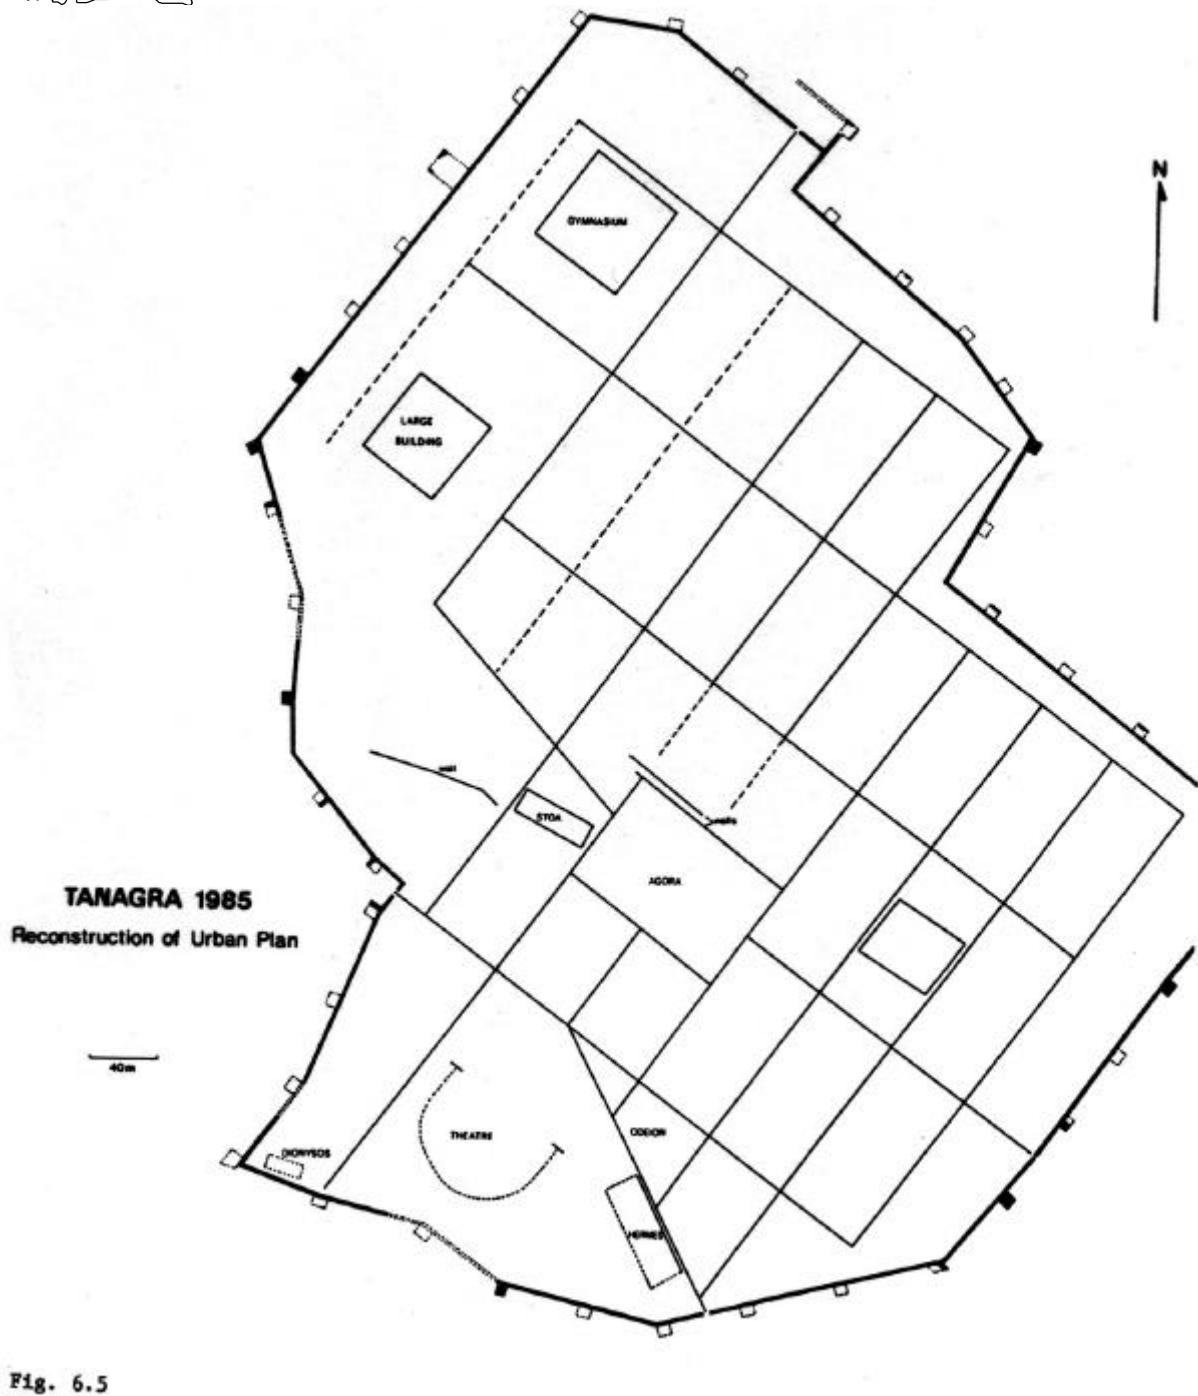 N
GYMNASIUM
LARGE
BUILDING
STOA
AGORA
TANAGRA 1985
Reconstruction of Urban Plan
40m
THEATRE
ODEION
DIONYSOS
HERMES
Fig. 6.5